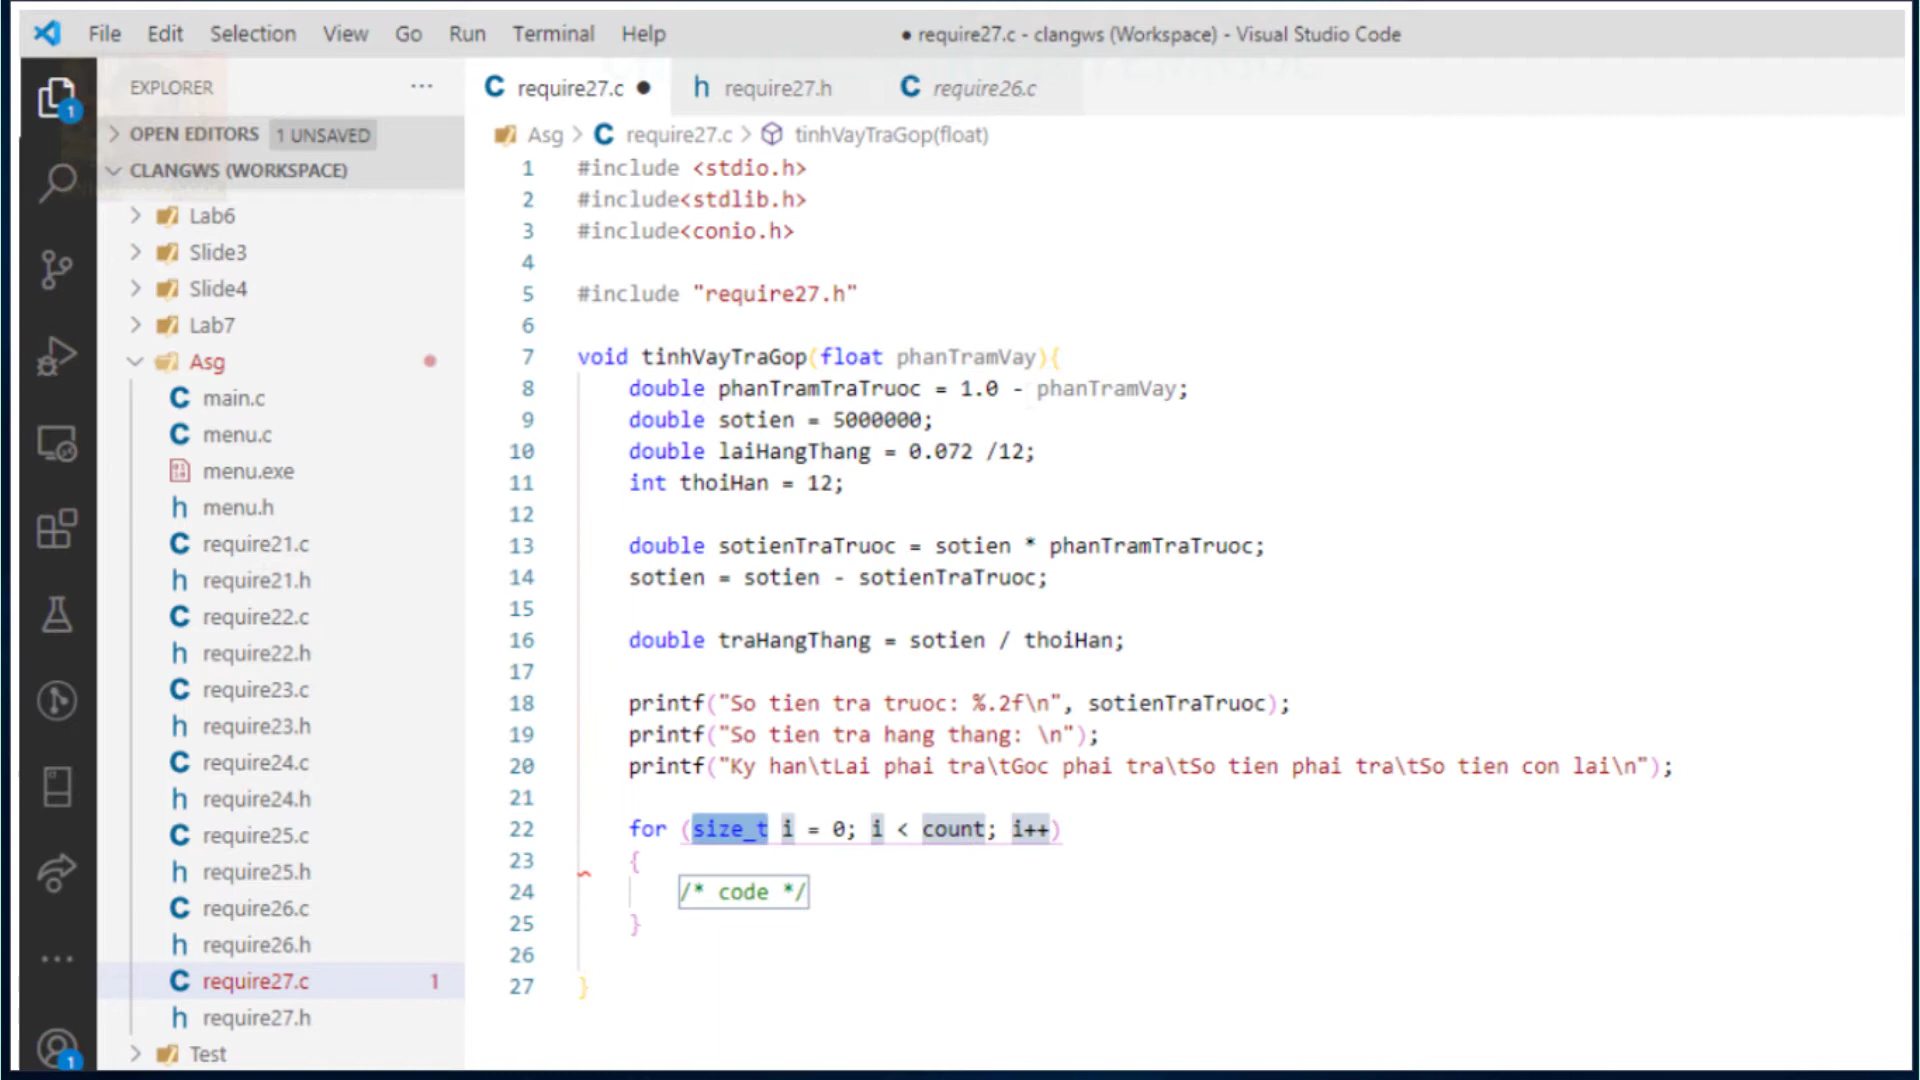 File Edit Selection View Go Run Terminal Help
● require27.c - clangws (Workspace) - Visual Studio Code
EXPLORER ···
OPEN EDITORS 1 UNSAVED
CLANGWS (WORKSPACE)
Lab6
Slide3
Slide4
Lab7
Asg
C main.c
C menu.c
menu.exe
h menu.h
C require21.c
h require21.h
C require22.c
h require22.h
C require23.c
h require23.h
C require24.c
h require24.h
C require25.c
h require25.h
C require26.c
h require26.h
C require27.c 1
h require27.h
Test
1
1
C require27.c ● h require27.h C require26.c
Asg > C require27.c > tinhVayTraGop(float)
1 #include <stdio.h>
2 #include<stdlib.h>
3 #include<conio.h>
4
5 #include "require27.h"
6
7 void tinhVayTraGop(float phanTramVay){
8 double phanTramTraTruoc = 1.0 - phanTramVay;
9 double sotien = 5000000;
10 double laiHangThang = 0.072 /12;
11 int thoiHan = 12;
12
13 double sotienTraTruoc = sotien * phanTramTraTruoc;
14 sotien = sotien - sotienTraTruoc;
15
16 double traHangThang = sotien / thoiHan;
17
18 printf("So tien tra truoc: %.2f\n", sotienTraTruoc);
19 printf("So tien tra hang thang: \n");
20 printf("Ky han\tLai phai tra\tGoc phai tra\tSo tien phai tra\tSo tien con lai\n");
21
22 for (size_t i = 0; i < count; i++)
23 {
24 /* code */
25 }
26
27 }